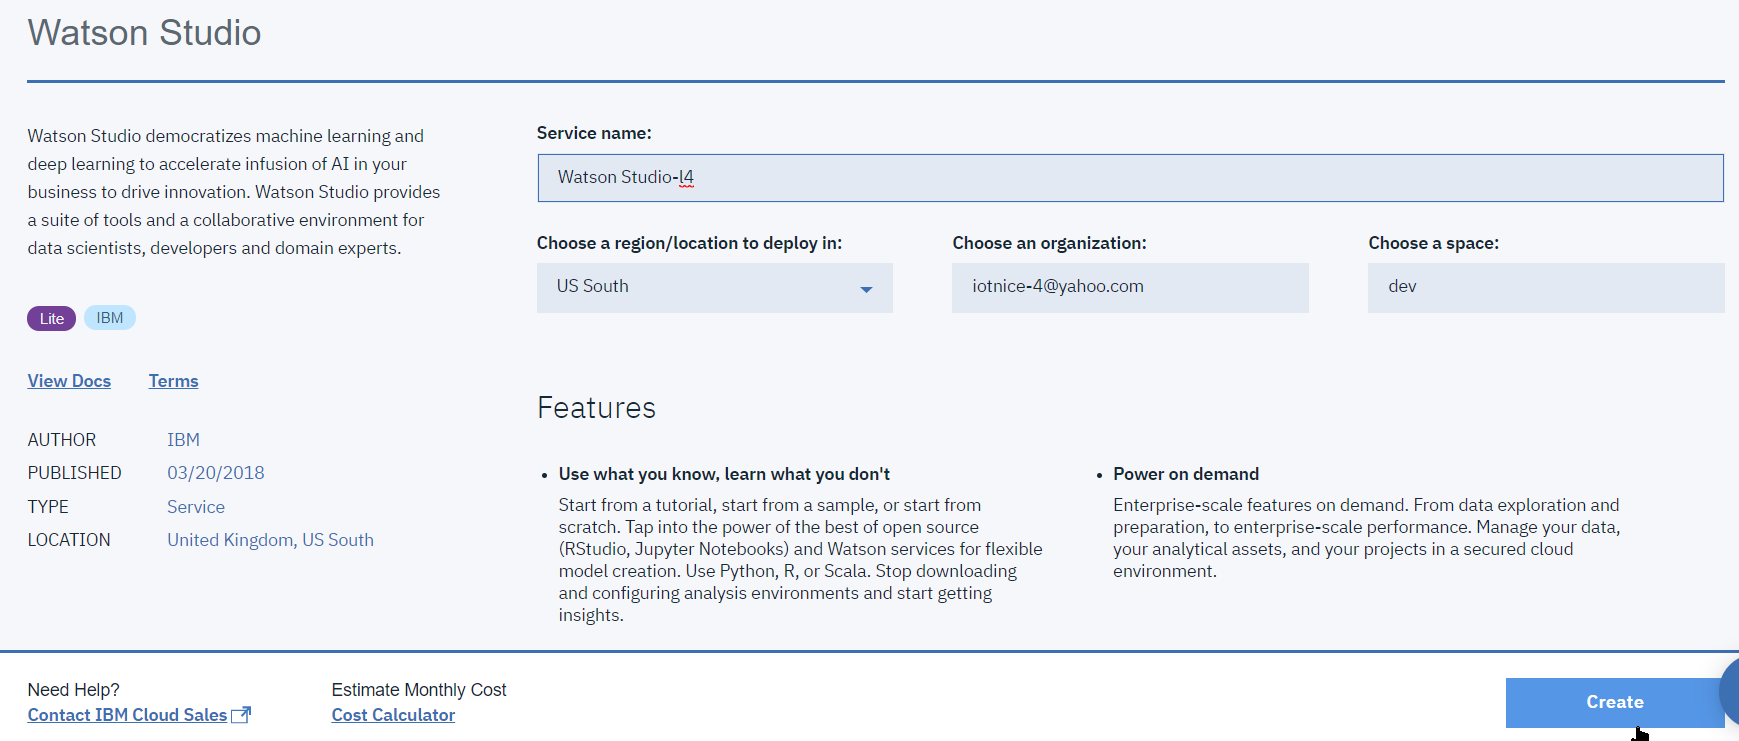 Watson Studio
Watson Studio democratizes machine learning and
deep learning to accelerate infusion of AI in your
business to drive innovation. Watson Studio provides
a suite of tools and a collaborative environment for
data scientists, developers and domain experts.
Lite IBM
View Docs Terms
AUTHOR IBM
PUBLISHED 03/20/2018
TYPE Service
LOCATION United Kingdom, US South
Service name:
Watson Studio-l4
Choose a region/location to deploy in: Choose an organization: Choose a space:
US South iotnice-4@yahoo.com dev
Features
• Use what you know, learn what you don't
Start from a tutorial, start from a sample, or start from
scratch. Tap into the power of the best of open source
(RStudio, Jupyter Notebooks) and Watson services for flexible
model creation. Use Python, R, or Scala. Stop downloading
and configuring analysis environments and start getting
insights.
• Power on demand
Enterprise-scale features on demand. From data exploration and
preparation, to enterprise-scale performance. Manage your data,
your analytical assets, and your projects in a secured cloud
environment.
Need Help?
Contact IBM Cloud Sales
Estimate Monthly Cost
Cost Calculator
Create